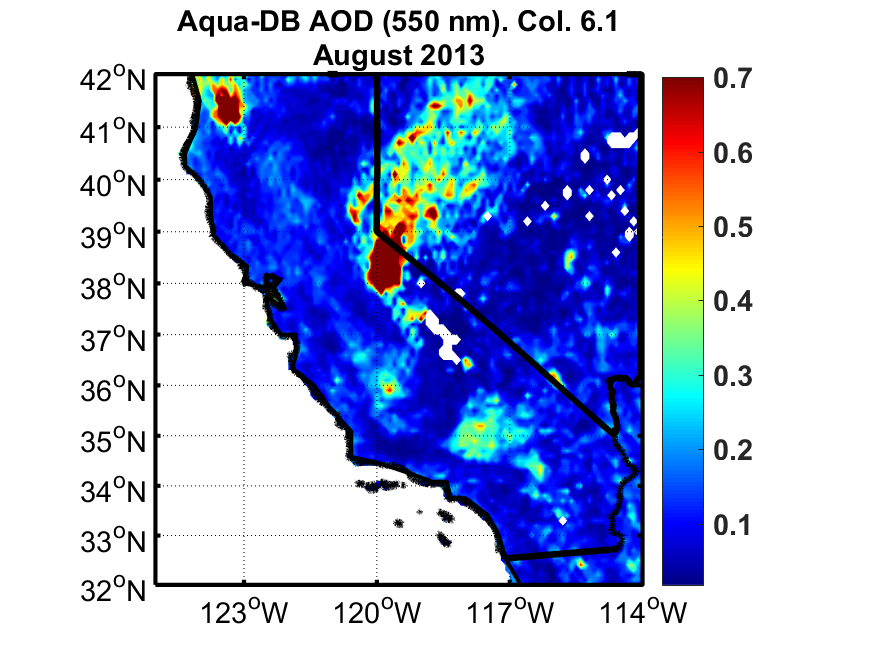 Aqua-DB AOD (550 nm). Col. 6.1
August 2013
42°N
41°N
40°N
39°N
38°N
37°N
36°N
35°N
34°N
33°N
32°N
123°W
120°W
117°W
114°W
0.7
0.6
0.5
0.4
0.3
0.2
0.1